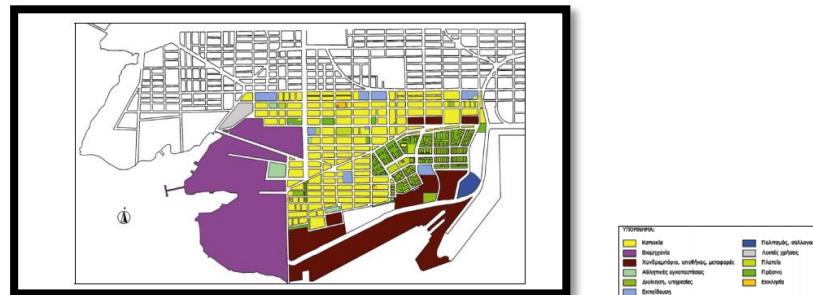 ΥΠΟΜΝΗΜΑ:
Κατοικία
Βιομηχανία
Χονδρεμπόριο, αποθήκες, μεταφορές
Αθλητικές εγκαταστάσεις
Διοίκηση, υπηρεσίες
Εκπαίδευση
Πολιτισμός, σύλλογοι
Λοιπές χρήσεις
Πλατεία
Πράσινο
Εκκλησία